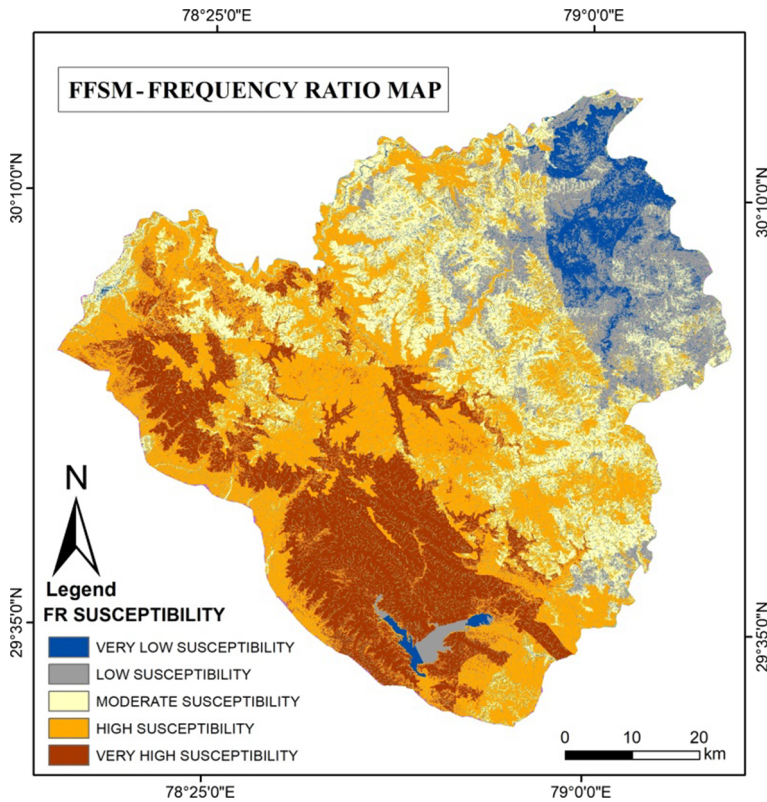 78°25'0"E 79°0'0"E
FFSM - FREQUENCY RATIO MAP
30°10'0"N 30°10'0"N
N
Legend
FR SUSCEPTIBILITY
29°35'0"N 29°35'0"N
VERY LOW SUSCEPTIBILITY
LOW SUSCEPTIBILITY
MODERATE SUSCEPTIBILITY
HIGH SUSCEPTIBILITY
VERY HIGH SUSCEPTIBILITY
0 10 20
km
78°25'0"E 79°0'0"E